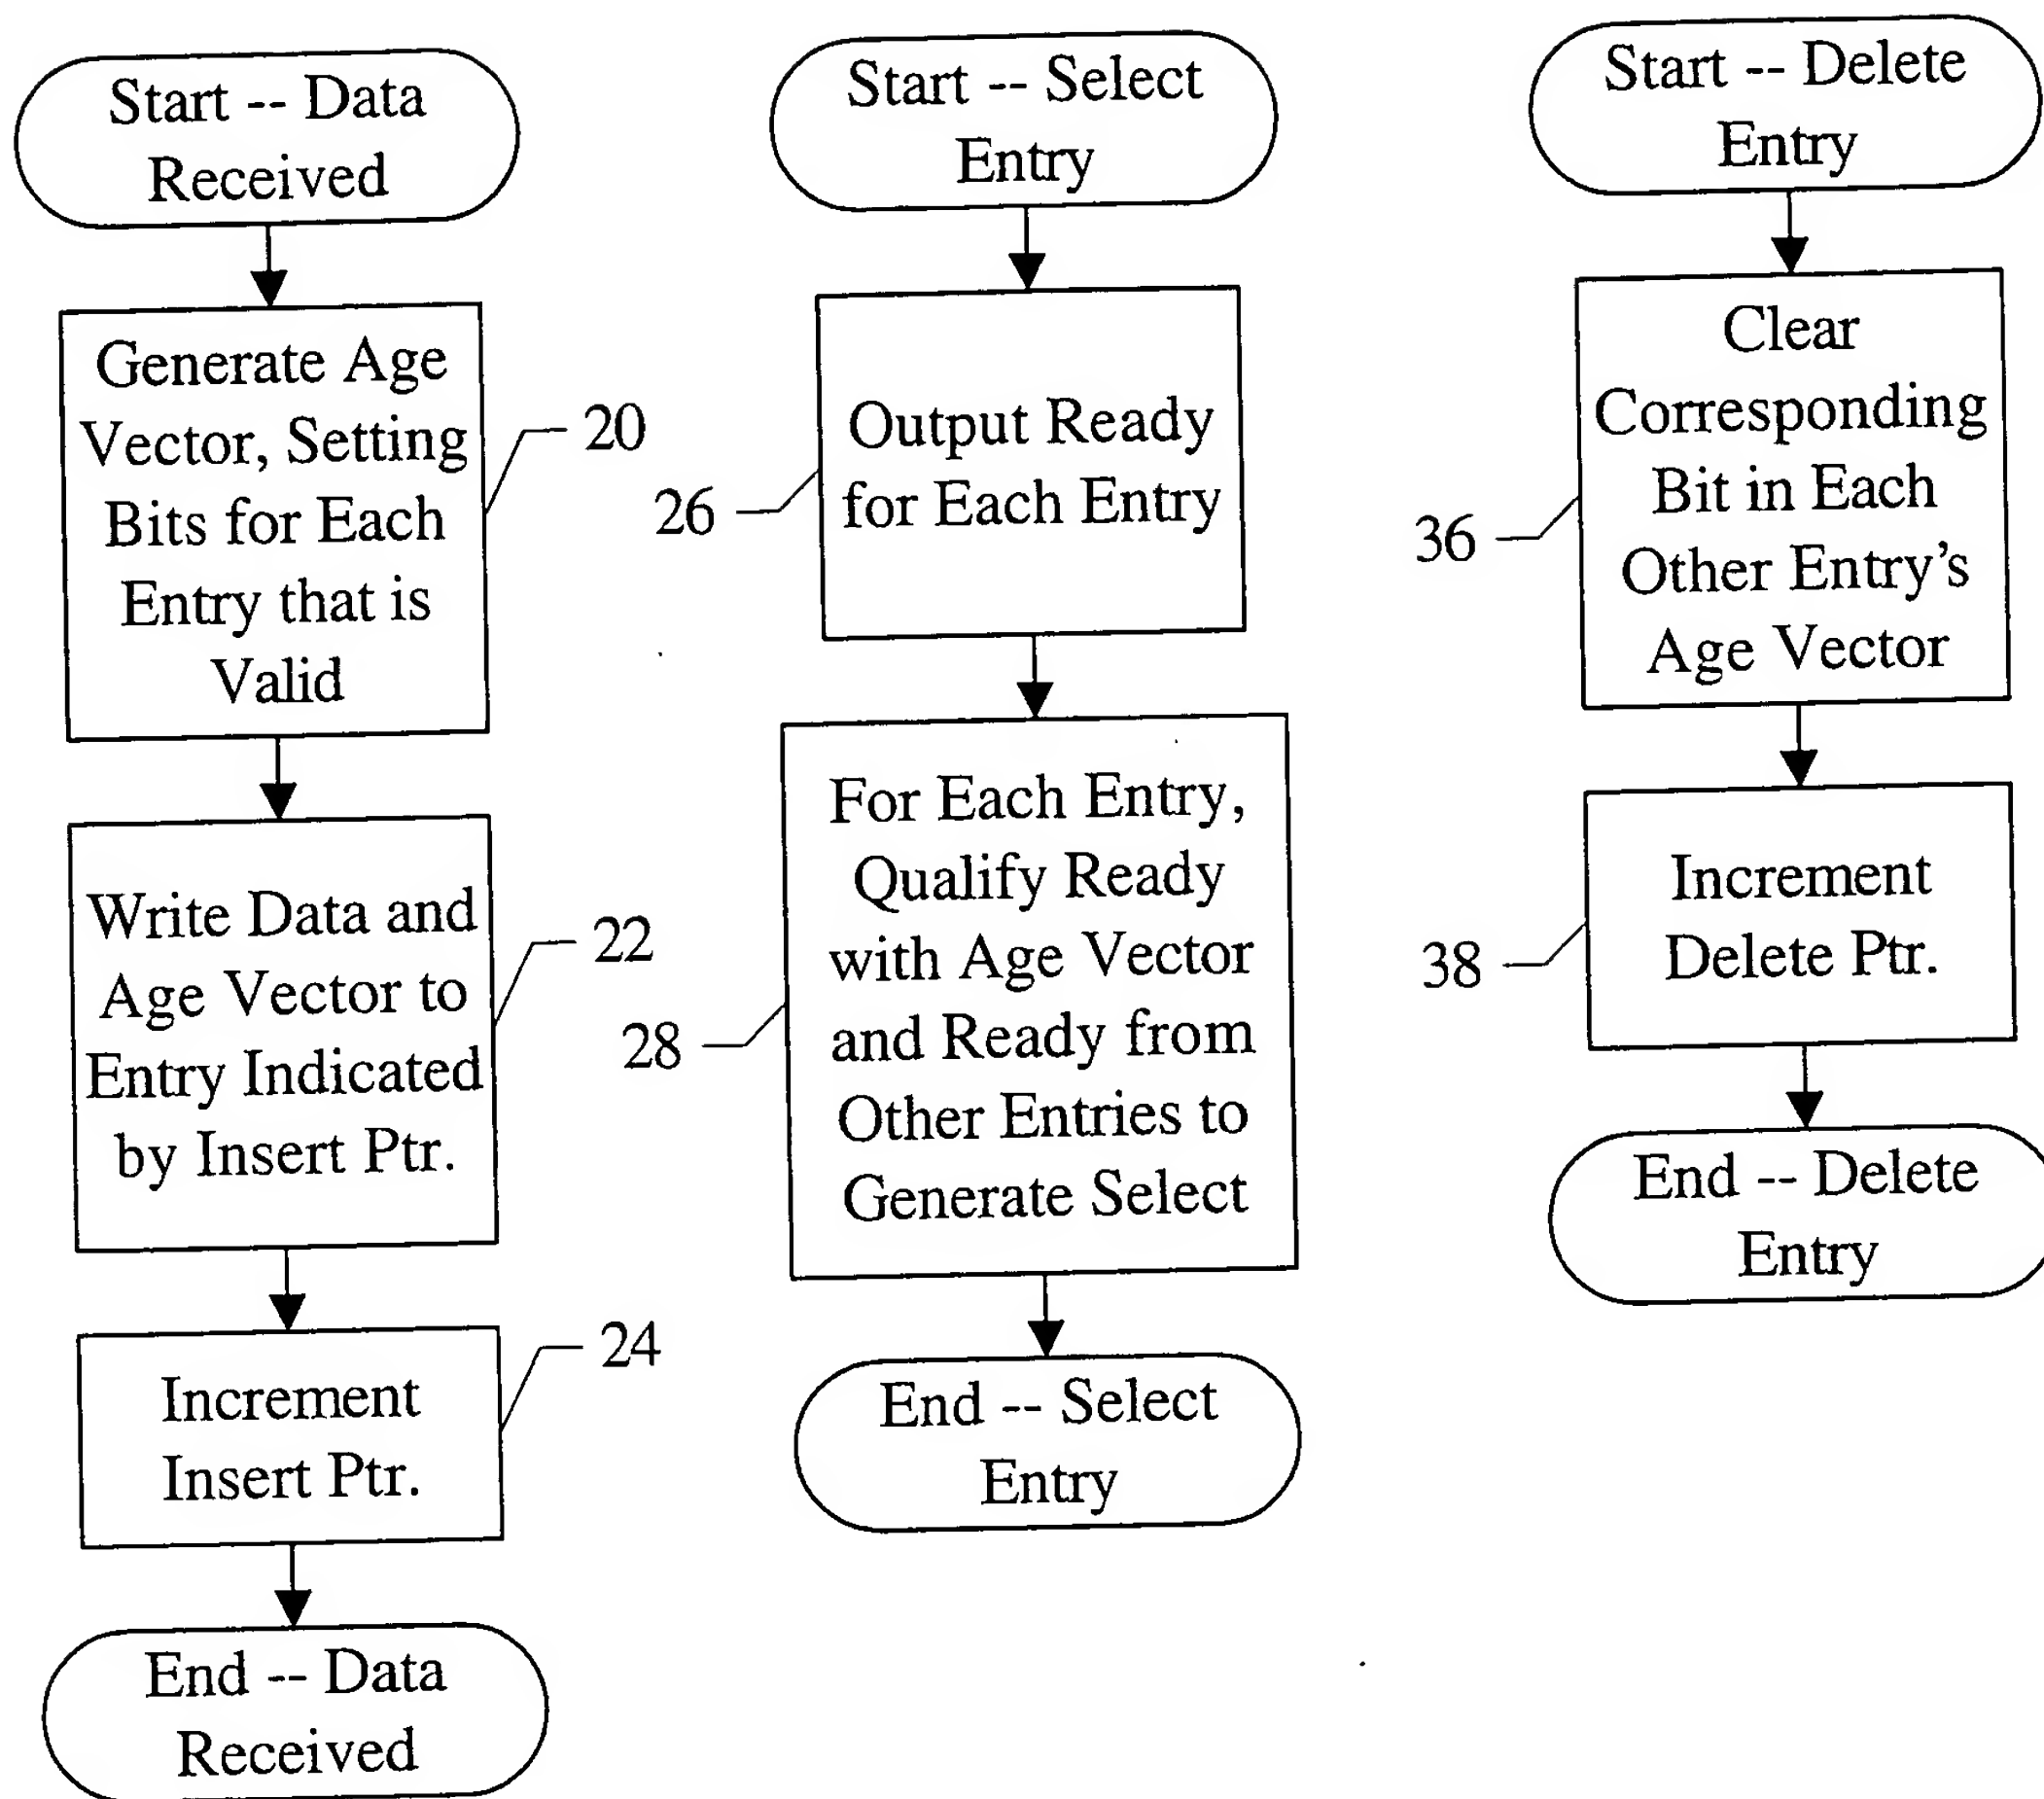 Start -- Data
Received
Generate Age
Vector, Setting
Bits for Each
Entry that is
Valid
20
Write Data and
Age Vector to
Entry Indicated
by Insert Ptr.
22
Increment
Insert Ptr.
24
End -- Data
Received
Start -- Select
Entry
Output Ready
for Each Entry
26
For Each Entry,
Qualify Ready
with Age Vector
and Ready from
Other Entries to
Generate Select
28
End -- Select
Entry
Start -- Delete
Entry
Clear
Corresponding
Bit in Each
Other Entry's
Age Vector
36
Increment
Delete Ptr.
38
End -- Delete
Entry